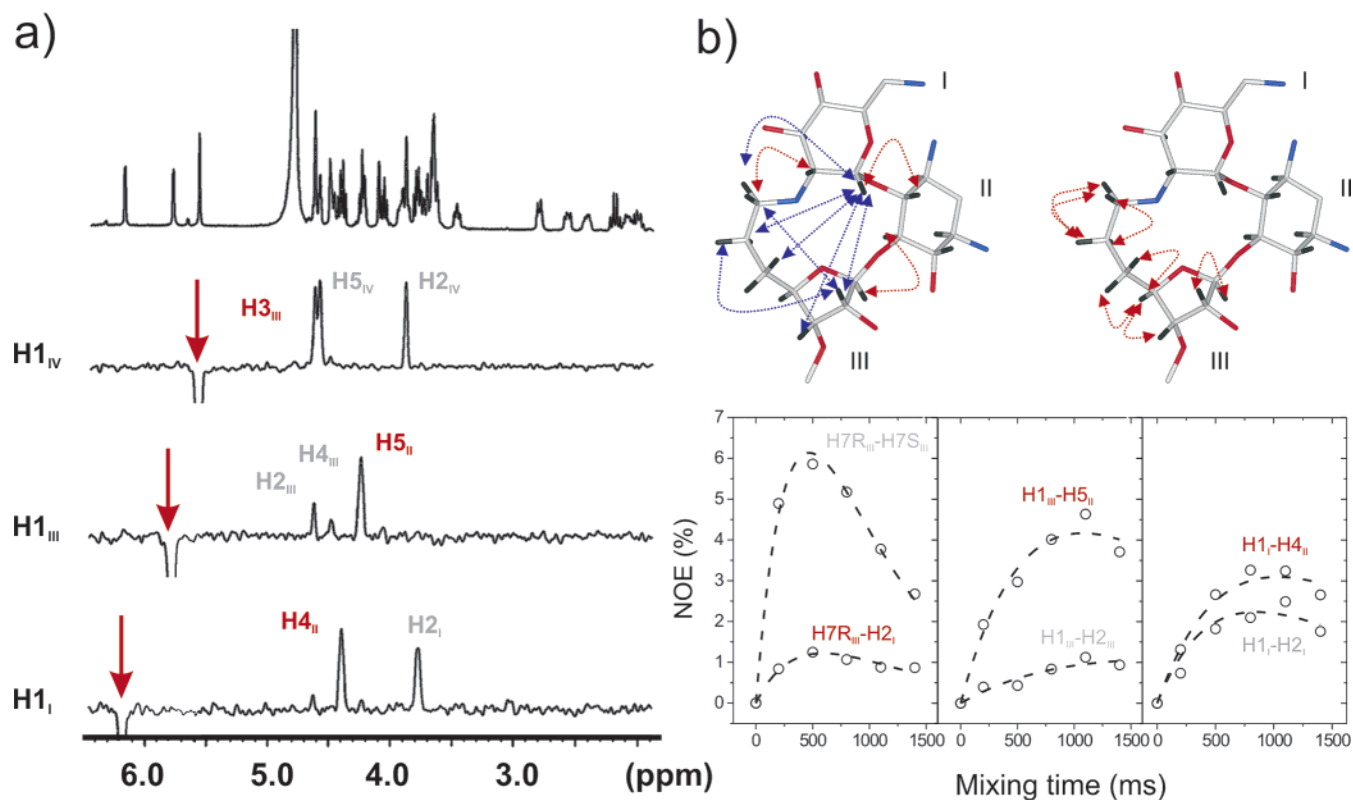 a)
H1IV
H3III
H5IV
H2IV
H1III
H2III
H4III
H5II
H1I
H4II
H2I
6.0 5.0 4.0 3.0 (ppm)
b)
I
II
III
I
II
III
NOE (%)
6
5
4
3
2
1
0
H7RIII-H7SIII
H7RIII-H2I
H1III-H5II
H1III-H2III
H1I-H4II
H1I-H2I
0 500 1000 0 500 1000 0 500 1000 1500
Mixing time (ms)